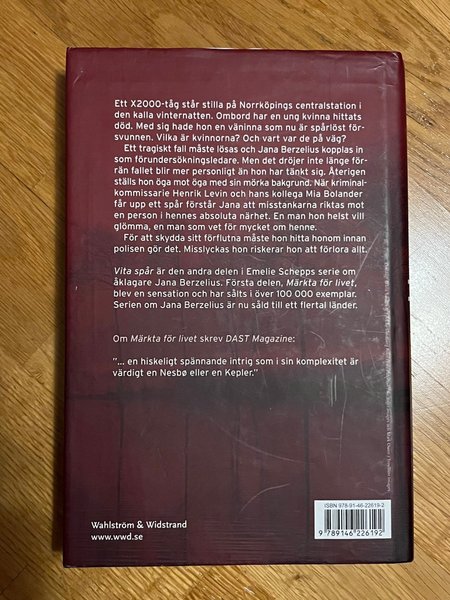 Ett X2000-tåg står stilla på Norrköpings centralstation i
den kalla vinternatten. Ombord har en ung kvinna hittats
död. Med sig hade hon en väninna som nu är spårlöst för-
svunnen. Vilka är kvinnorna? Och vart var de på väg?
Ett tragiskt fall måste lösas och Jana Berzelius kopplas in
som förundersökningsledare. Men det dröjer inte länge för-
rän fallet blir mer personligt än hon har tänkt sig. Återigen
ställs hon öga mot öga med sin mörka bakgrund. När kriminal-
kommissarie Henrik Levin och hans kollega Mia Bolander
får upp ett spår förstår Jana att misstankarna riktas mot
en person i hennes absoluta närhet. En man hon helst vill
glömma, en man som vet för mycket om henne.
För att skydda sitt förflutna måste hon hitta honom innan
polisen gör det. Misslyckas hon riskerar hon att förlora allt.
Vita spår är den andra delen i Emelie Schepps serie om
åklagare Jana Berzelius. Första delen, Märkta för livet,
blev en sensation och har sålts i över 100 000 exemplar.
Serien om Jana Berzelius är nu såld till ett flertal länder.
Om Märkta för livet skrev DAST Magazine:
"... en hiskeligt spännande intrig som i sin komplexitet är
värdigt en Nesbø eller en Kepler."
ISBN 978-91-46-22619-2
9 789146 226192
Wahlström & Widstrand
www.wwd.se